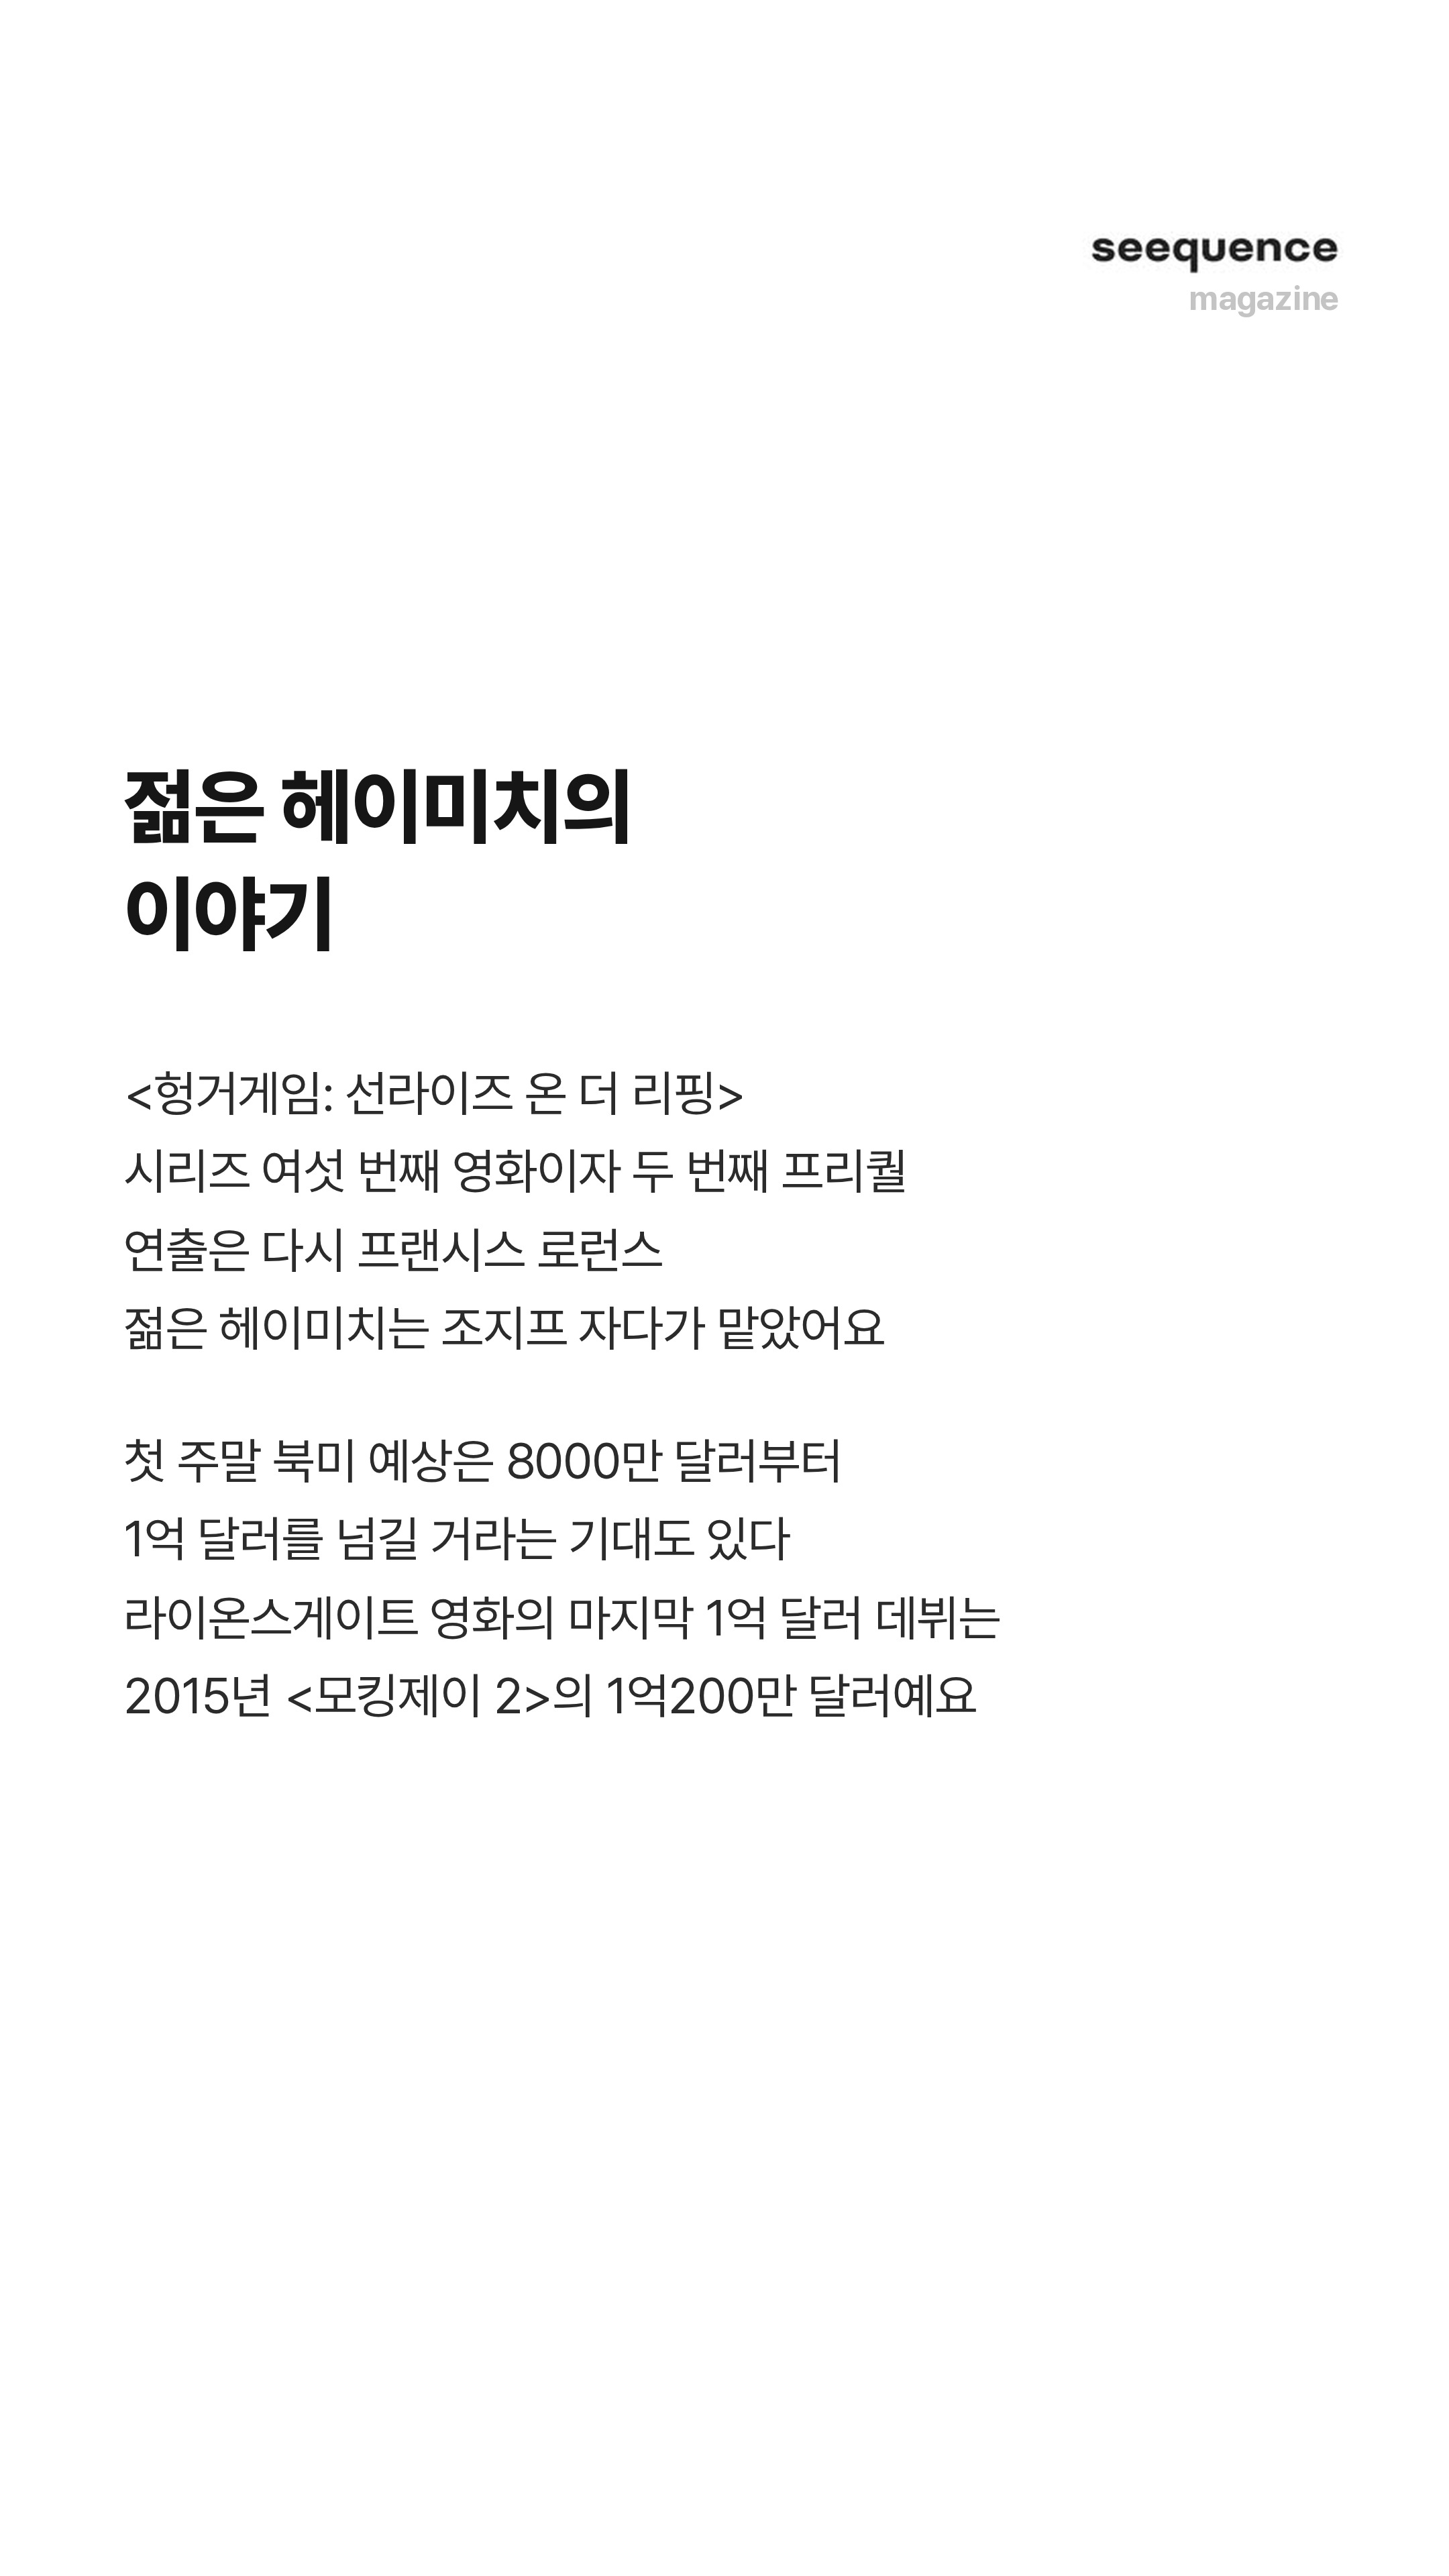 seequence
magazine
젊은 헤이미치의
이야기
<헝거게임: 선라이즈 온 더 리핑>
시리즈 여섯 번째 영화이자 두 번째 프리퀄
연출은 다시 프랜시스 로런스
젊은 헤이미치는 조지프 자다가 맡았어요
첫 주말 북미 예상은 8000만 달러부터
1억 달러를 넘길 거라는 기대도 있다
라이온스게이트 영화의 마지막 1억 달러 데뷔는
2015년 <모킹제이 2>의 1억200만 달러예요